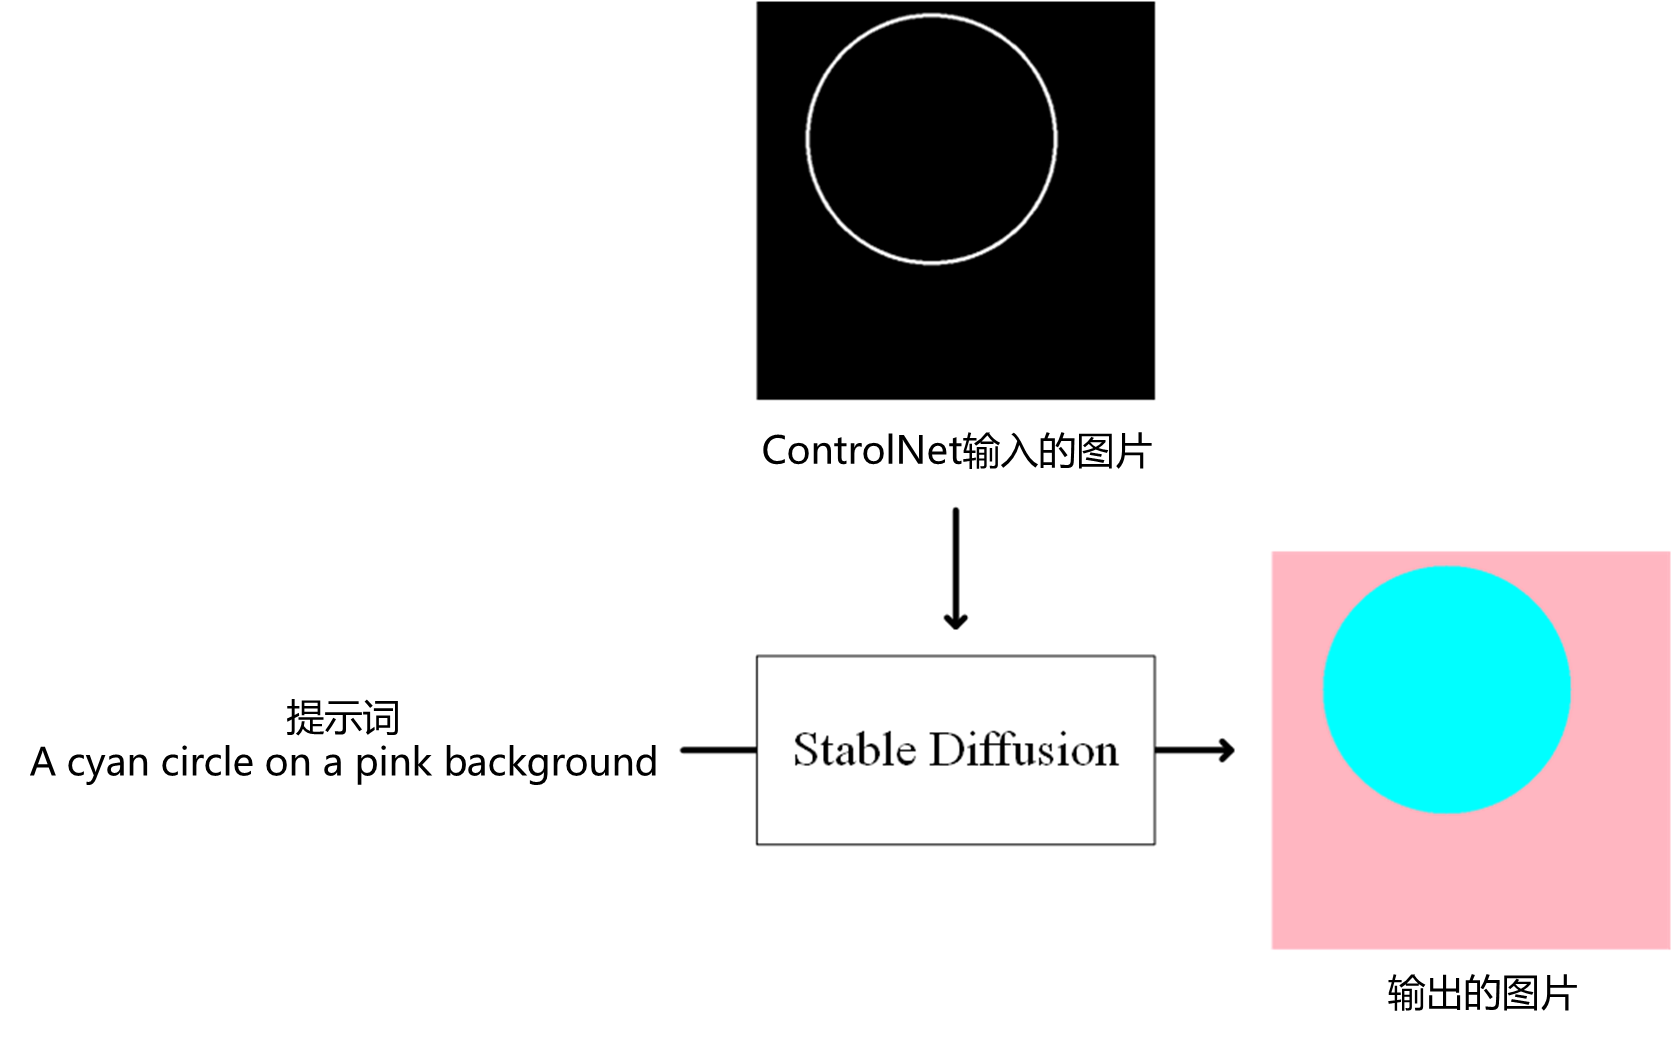 ControlNet输入的图片
提示词
A cyan circle on a pink background
Stable Diffusion
输出的图片